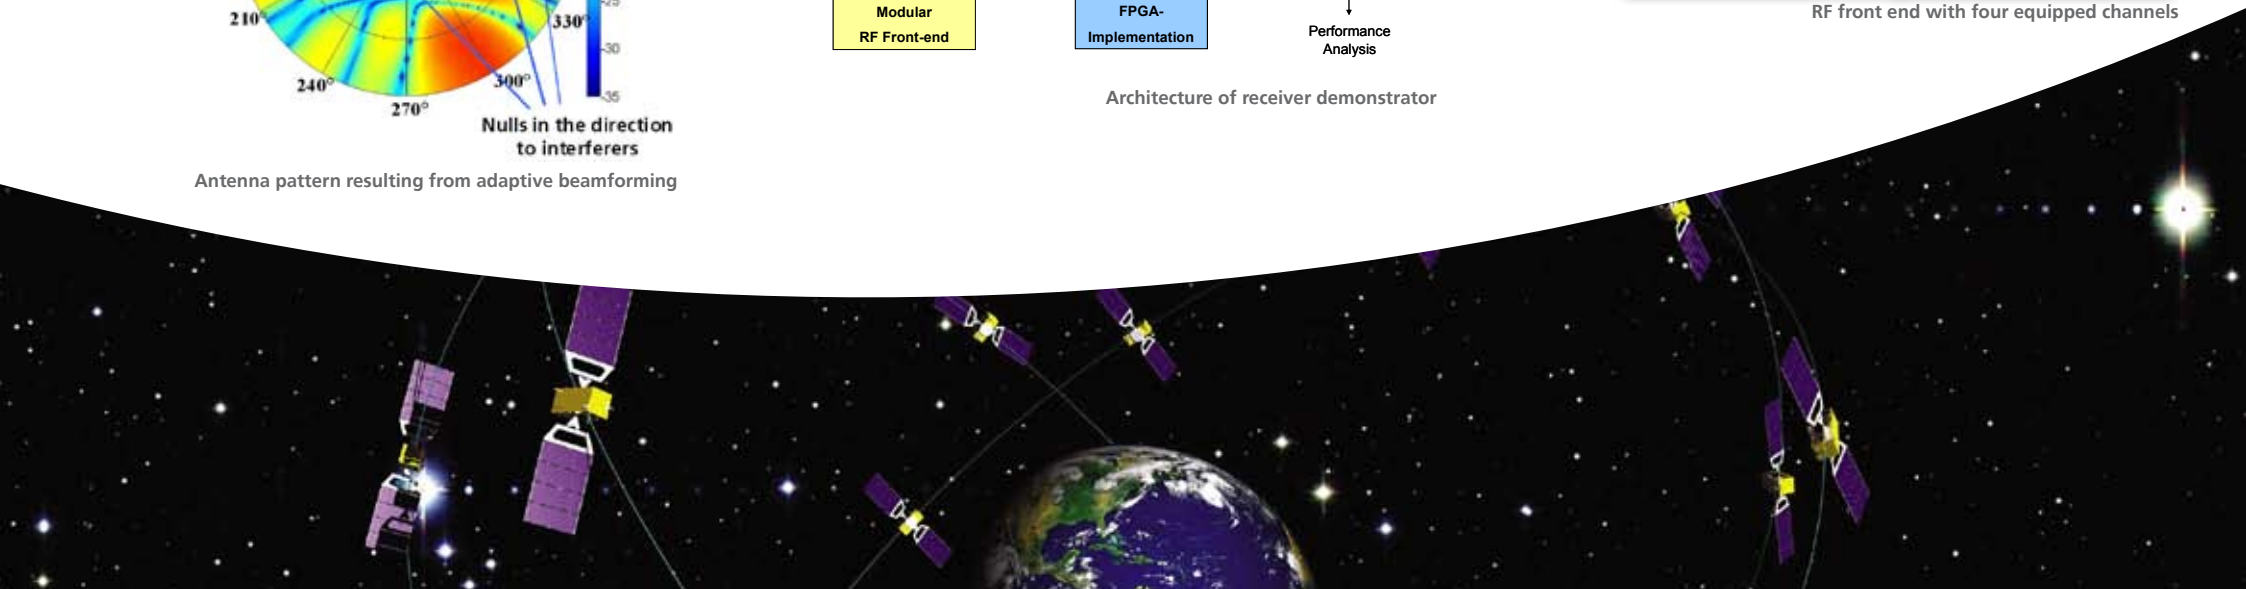 210°
240°
270°
300°
330°
-25
-30
-35
Nulls in the direction
to interferers
Antenna pattern resulting from adaptive beamforming
Modular
RF Front-end
FPGA-
Implementation
Performance
Analysis
Architecture of receiver demonstrator
RF front end with four equipped channels